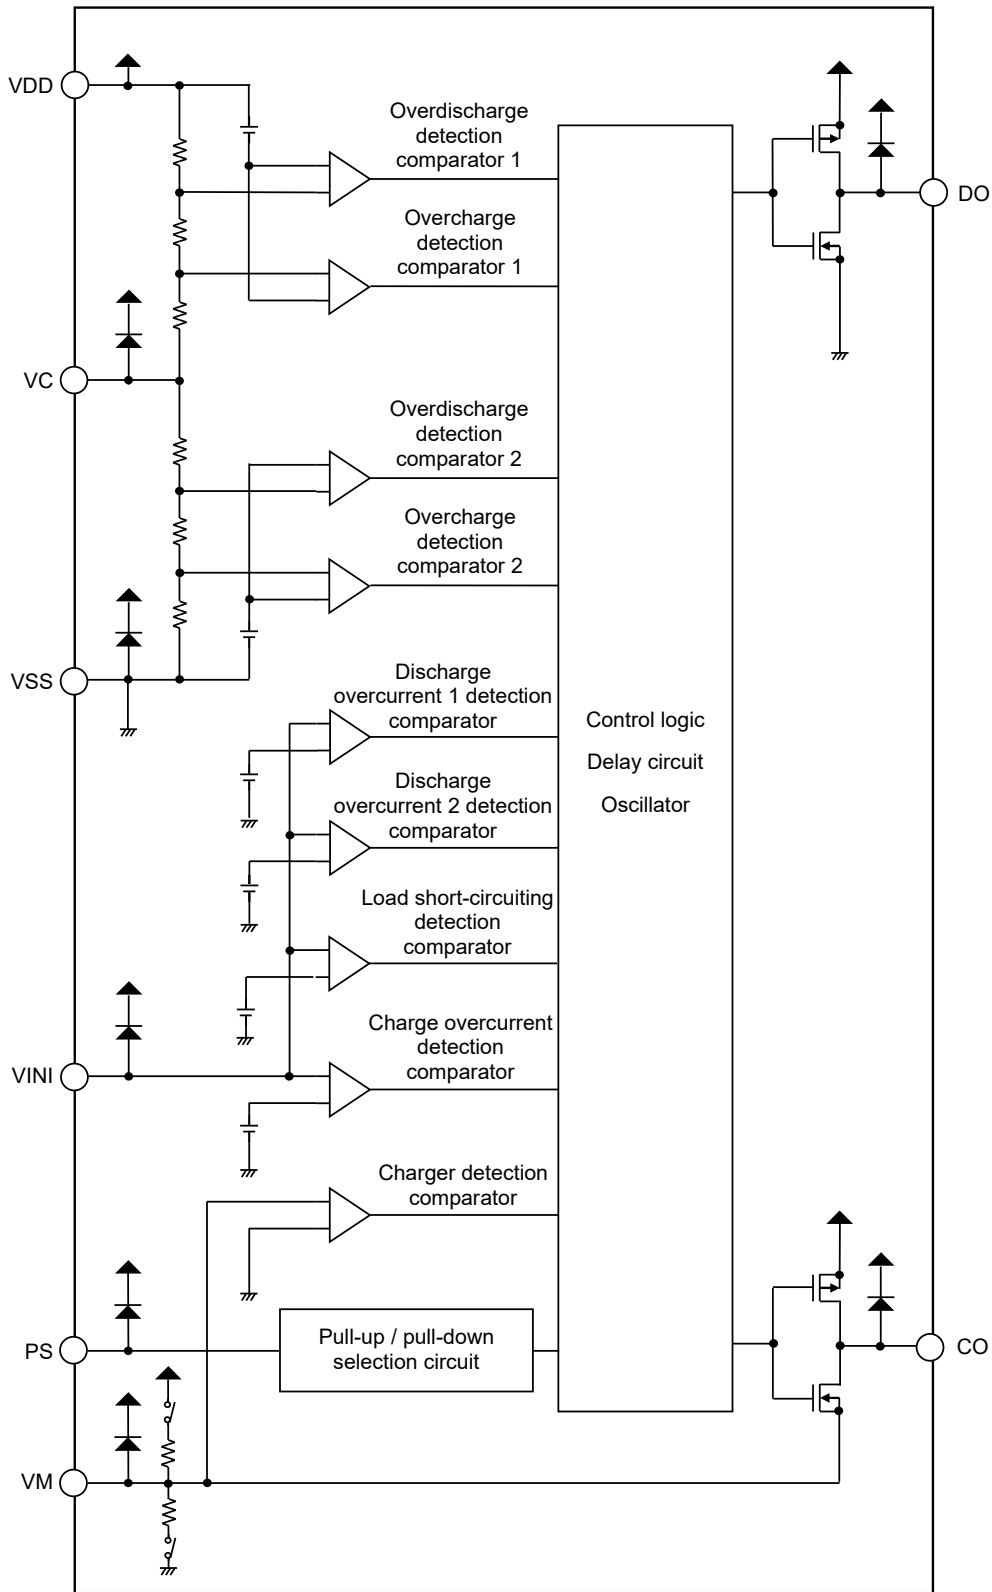 VDD
Overdischarge
detection
comparator 1
DO
Overcharge
detection
comparator 1
VC
Overdischarge
detection
comparator 2
Overcharge
detection
comparator 2
VSS
Discharge
overcurrent 1 detection
comparator
Control logic
Delay circuit
Oscillator
Discharge
overcurrent 2 detection
comparator
Load short-circuiting
detection
comparator
VINI
Charge overcurrent
detection
comparator
Charger detection
comparator
PS
Pull-up / pull-down
selection circuit
CO
VM